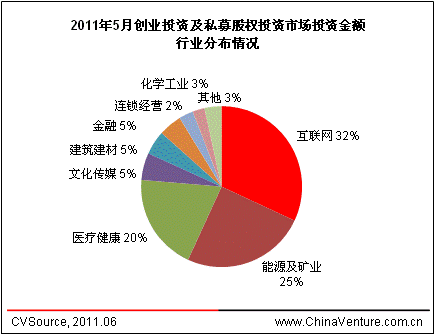 2011年5月创业投资及私募股权投资市场投资金额
行业分布情况
化学工业 3%
其他 3%
连锁经营 2%
金融 5%
互联网 32%
建筑建材 5%
文化传媒 5%
医疗健康 20%
能源及矿业
25%
CVSource, 2011.06
www.ChinaVenture.com.cn